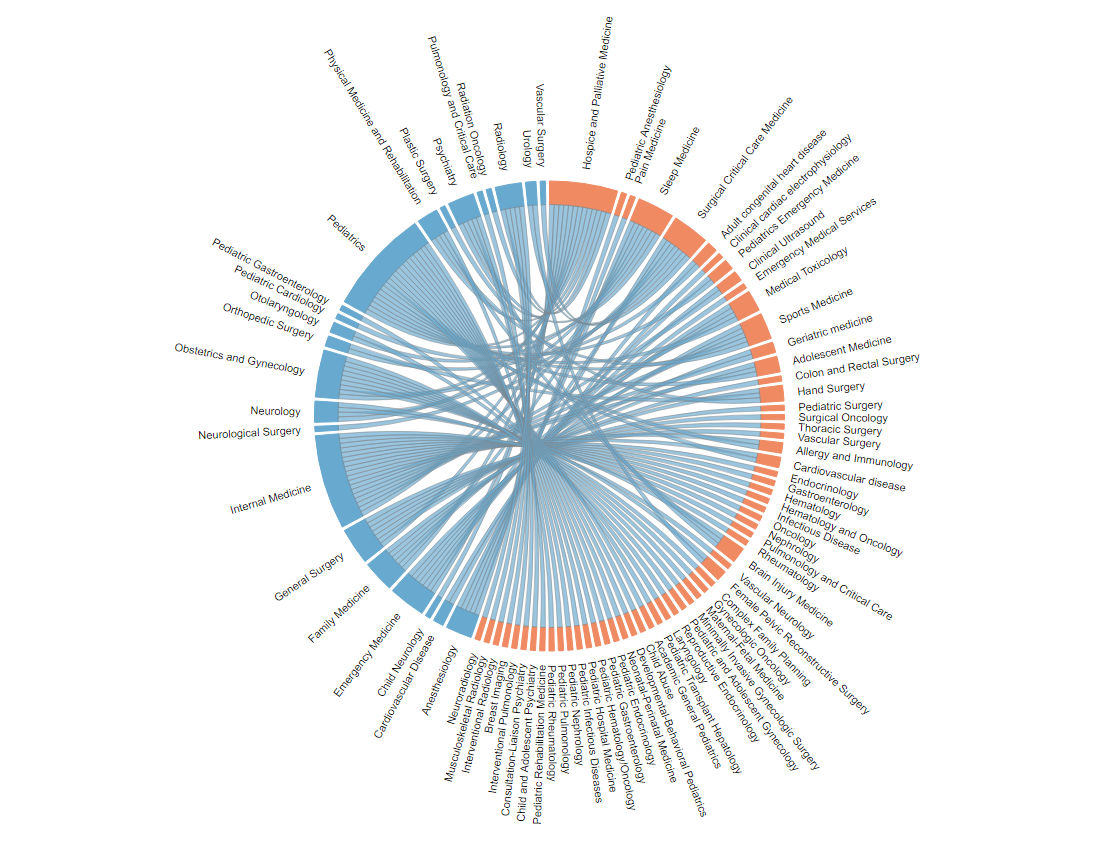 Hospice and Palliative Medicine
Pediatric Anesthesiology
Pain Medicine
Sleep Medicine
Surgical Critical Care Medicine
Adult congenital heart disease
Clinical cardiac electrophysiology
Pediatrics Emergency Medicine
Clinical Ultrasound
Emergency Medical Services
Medical Toxicology
Sports Medicine
Geriatric medicine
Adolescent Medicine
Colon and Rectal Surgery
Hand Surgery
Pediatric Surgery
Surgical Oncology
Thoracic Surgery
Vascular Surgery
Allergy and Immunology
Cardiovascular disease
Endocrinology
Gastroenterology
Hematology
Hematology and Oncology
Infectious Disease
Oncology
Nephrology
Pulmonology and Critical Care
Rheumatology
Brain Injury Medicine
Vascular Neurology
Female Pelvic Reconstructive Surgery
Complex Family Planning
Gynecologic Oncology
Maternal-Fetal Medicine
Minimally Invasive Gynecologic Surgery
Pediatric and Adolescent Gynecology
Reproductive Endocrinology
Laryngology
Pediatric Transplant Hepatology
Academic General Pediatrics
Child Abuse
Developmental-Behavioral Pediatrics
Neonatal-Perinatal Medicine
Pediatric Endocrinology
Pediatric Gastroenterology
Pediatric Hematology/Oncology
Pediatric Hospital Medicine
Pediatric Infectious Diseases
Pediatric Nephrology
Pediatric Pulmonology
Pediatric Rheumatology
Pediatric Rehabilitation Medicine
Child and Adolescent Psychiatry
Consultation-Liaison Psychiatry
Interventional Pulmonology
Breast Imaging
Interventional Radiology
Musculoskeletal Radiology
Neuroradiology
Anesthesiology
Cardiovascular Disease
Child Neurology
Emergency Medicine
Family Medicine
General Surgery
Internal Medicine
Neurological Surgery
Neurology
Obstetrics and Gynecology
Orthopedic Surgery
Otolaryngology
Pediatric Cardiology
Pediatric Gastroenterology
Pediatrics
Physical Medicine and Rehabilitation
Plastic Surgery
Psychiatry
Pulmonology and Critical Care
Radiation Oncology
Radiology
Urology
Vascular Surgery